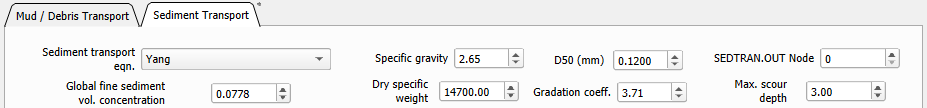 Mud / Debris Transport
Sediment Transport *
Sediment transport eqn.
Yang
Specific gravity
2.65
D50 (mm)
0.1200
SEDTRAN.OUT Node
0
Global fine sediment
vol. concentration
0.0778
Dry specific
weight
14700.00
Gradation coeff.
3.71
Max. scour
depth
3.00